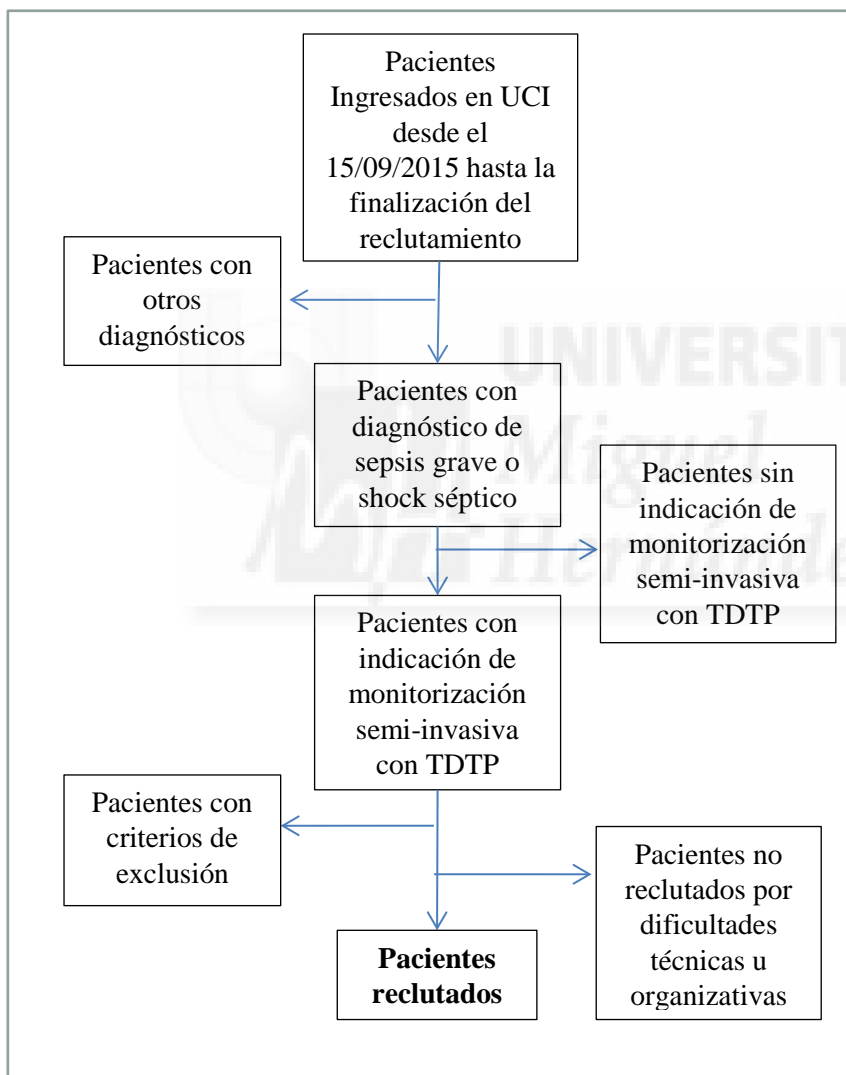 Pacientes
Ingresados en UCI
desde el
15/09/2015 hasta la
finalización del
reclutamiento
Pacientes con
otros
diagnósticos
Pacientes con
diagnóstico de
sepsis grave o
shock séptico
Pacientes sin
indicación de
monitorización
semi-invasiva
con TDTP
Pacientes con
indicación de
monitorización
semi-invasiva
con TDTP
Pacientes con
criterios de
exclusión
Pacientes no
reclutados por
dificultades
técnicas u
organizativas
Pacientes
reclutados
UNIVERSIT
Miguel
Hernánde